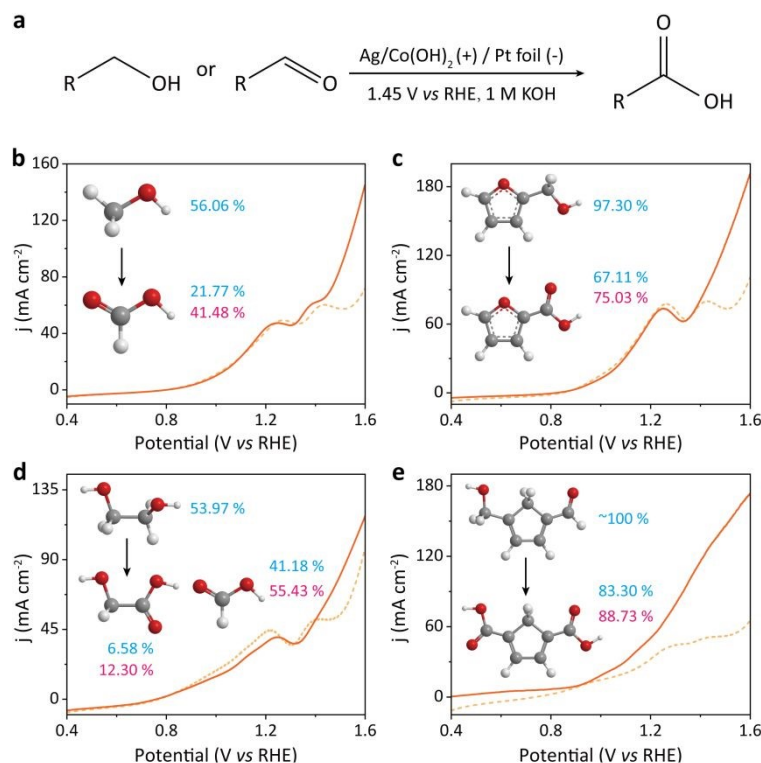 a
R
OH
or
R
O
Ag/Co(OH)₂ (+) / Pt foil (-)
1.45 V vs RHE, 1 M KOH
O
R
OH
b
160
120
80
40
0
j (mA cm⁻²)
56.06 %
21.77 %
41.48 %
0.4 0.8 1.2 1.6
Potential (V vs RHE)
c
180
120
60
0
j (mA cm⁻²)
97.30 %
67.11 %
75.03 %
0.4 0.8 1.2 1.6
Potential (V vs RHE)
d
135
90
45
0
j (mA cm⁻²)
53.97 %
41.18 %
55.43 %
6.58 %
12.30 %
0.4 0.8 1.2 1.6
Potential (V vs RHE)
e
180
120
60
0
j (mA cm⁻²)
~100 %
83.30 %
88.73 %
0.4 0.8 1.2 1.6
Potential (V vs RHE)